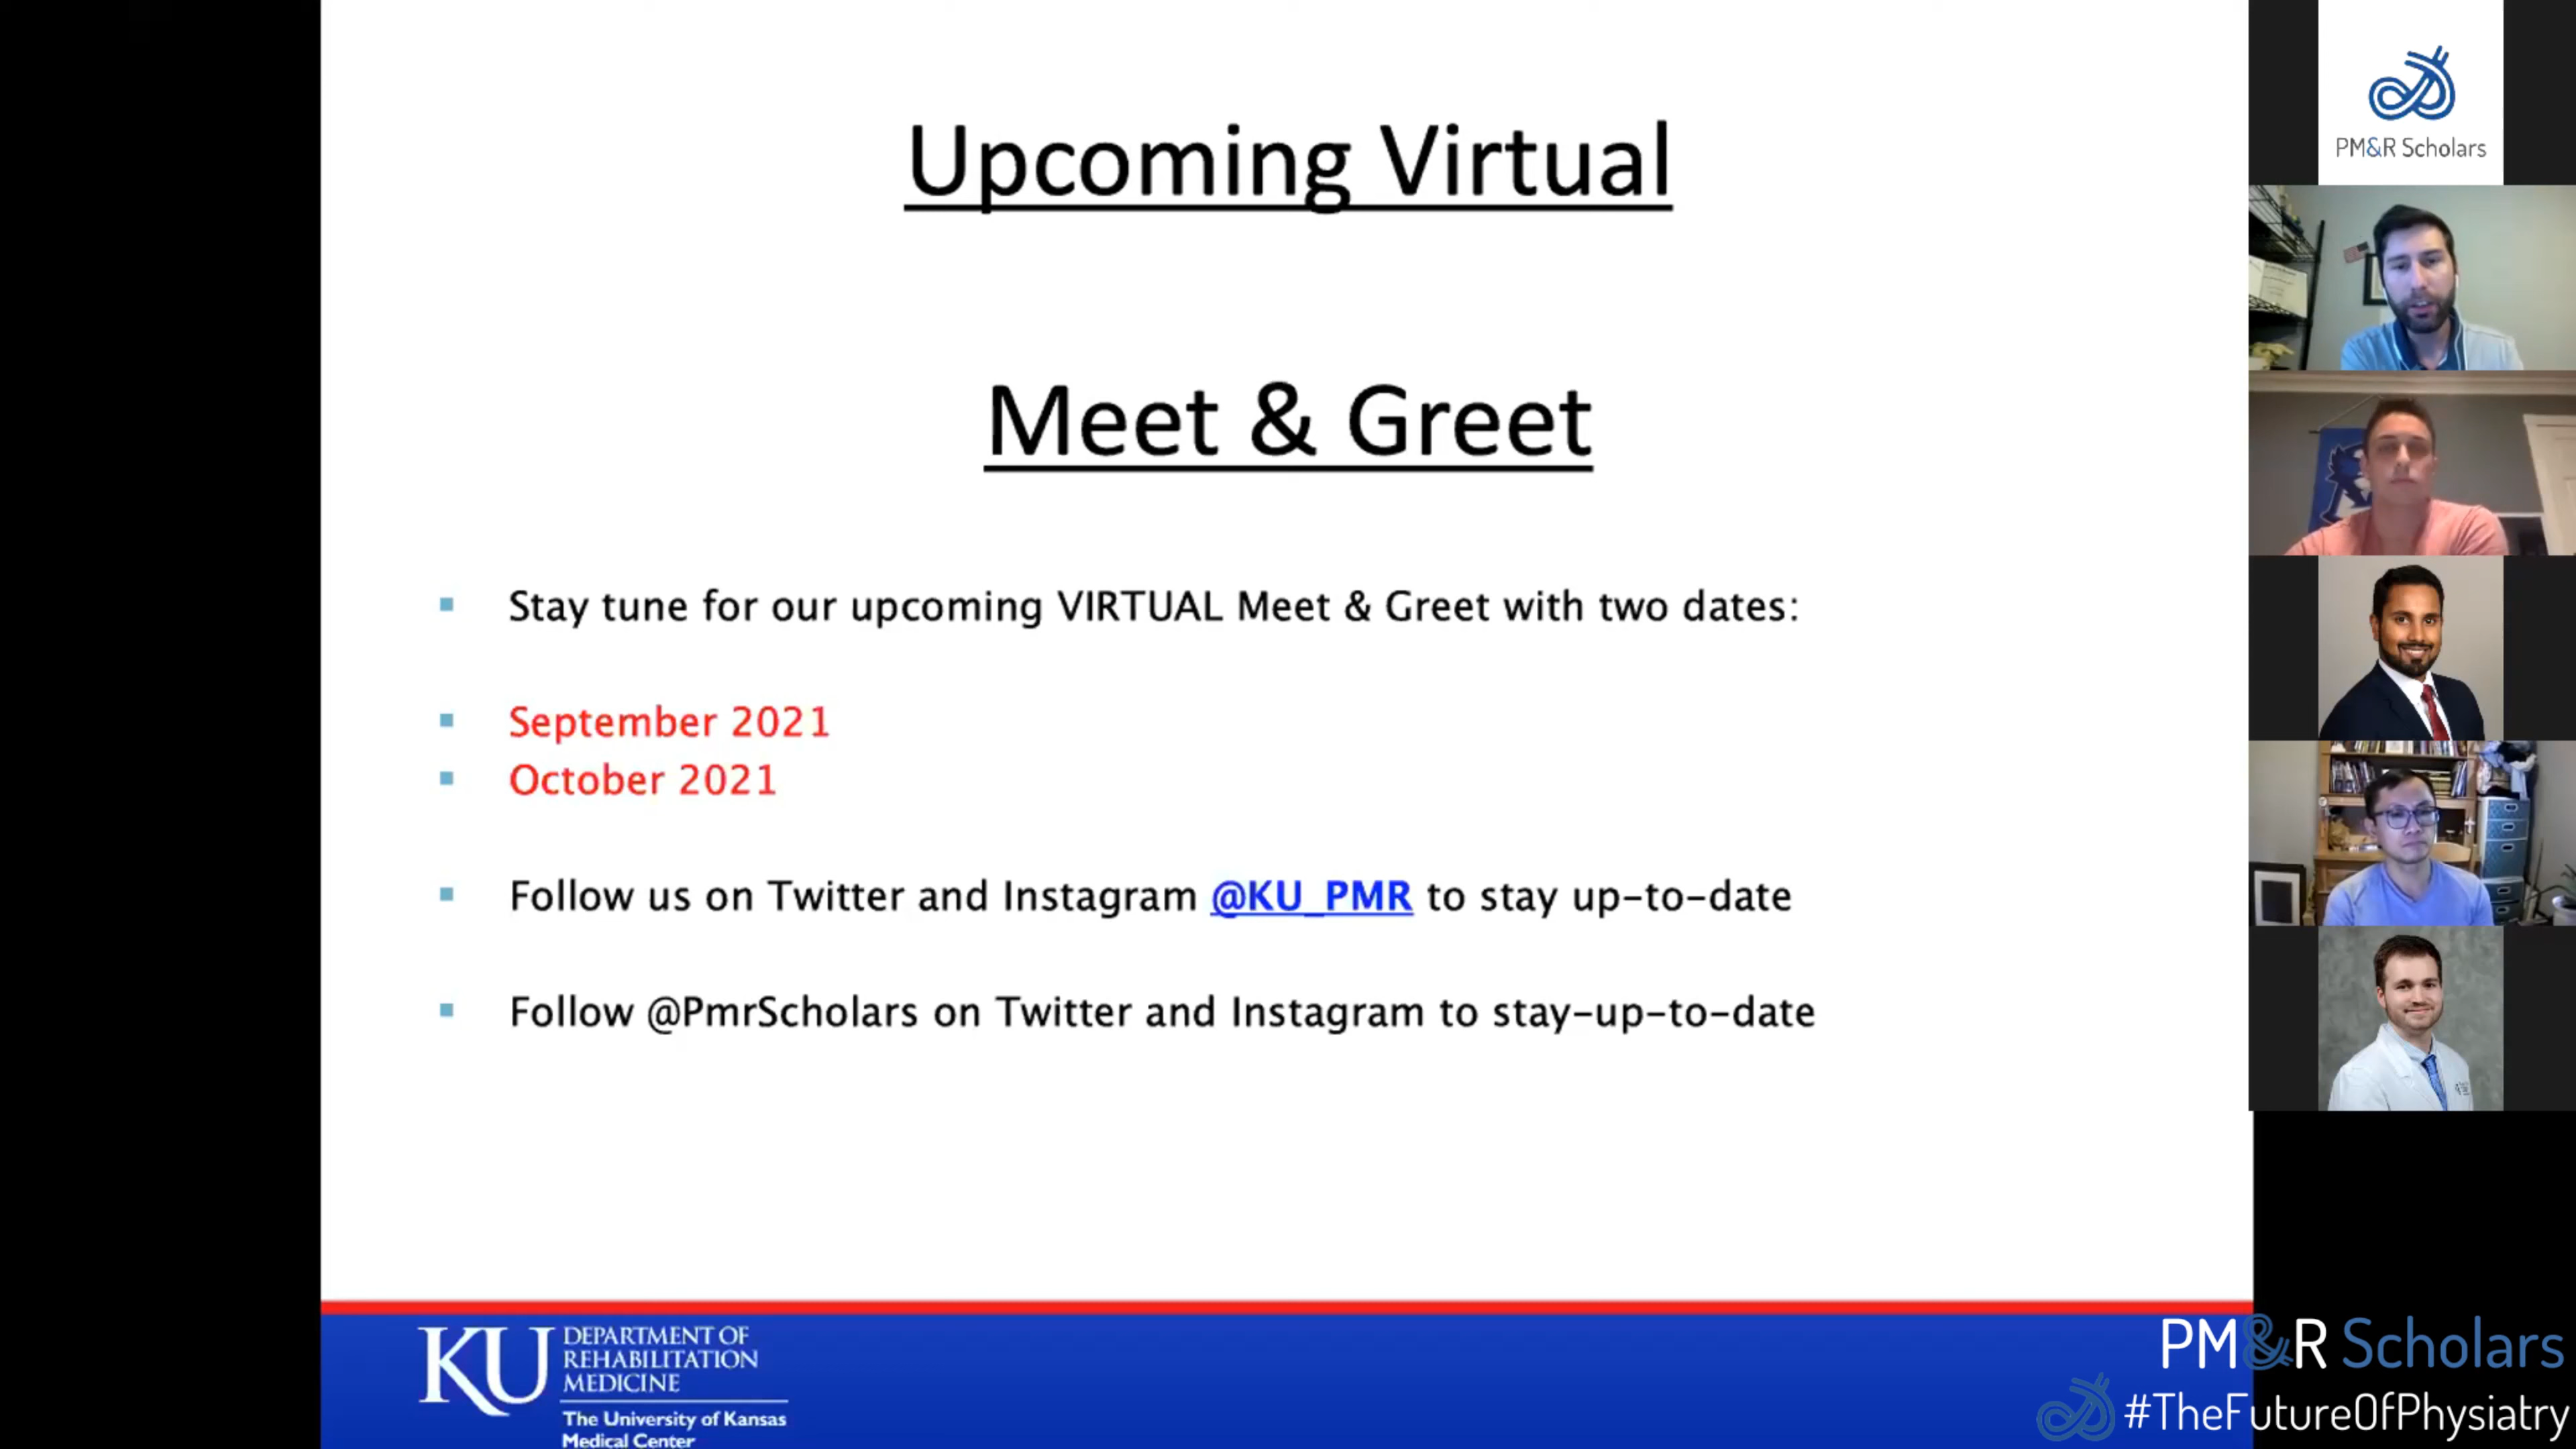 Upcoming Virtual
Meet & Greet
Stay tune for our upcoming VIRTUAL Meet & Greet with two dates:
September 2021
October 2021
Follow us on Twitter and Instagram @KU_PMR to stay up-to-date
Follow @PmrScholars on Twitter and Instagram to stay-up-to-date
KU DEPARTMENT OF
REHABILITATION
MEDICINE
The University of Kansas
Medical Center
PM&R Scholars
PM&R Scholars
#TheFutureOfPhysiatry